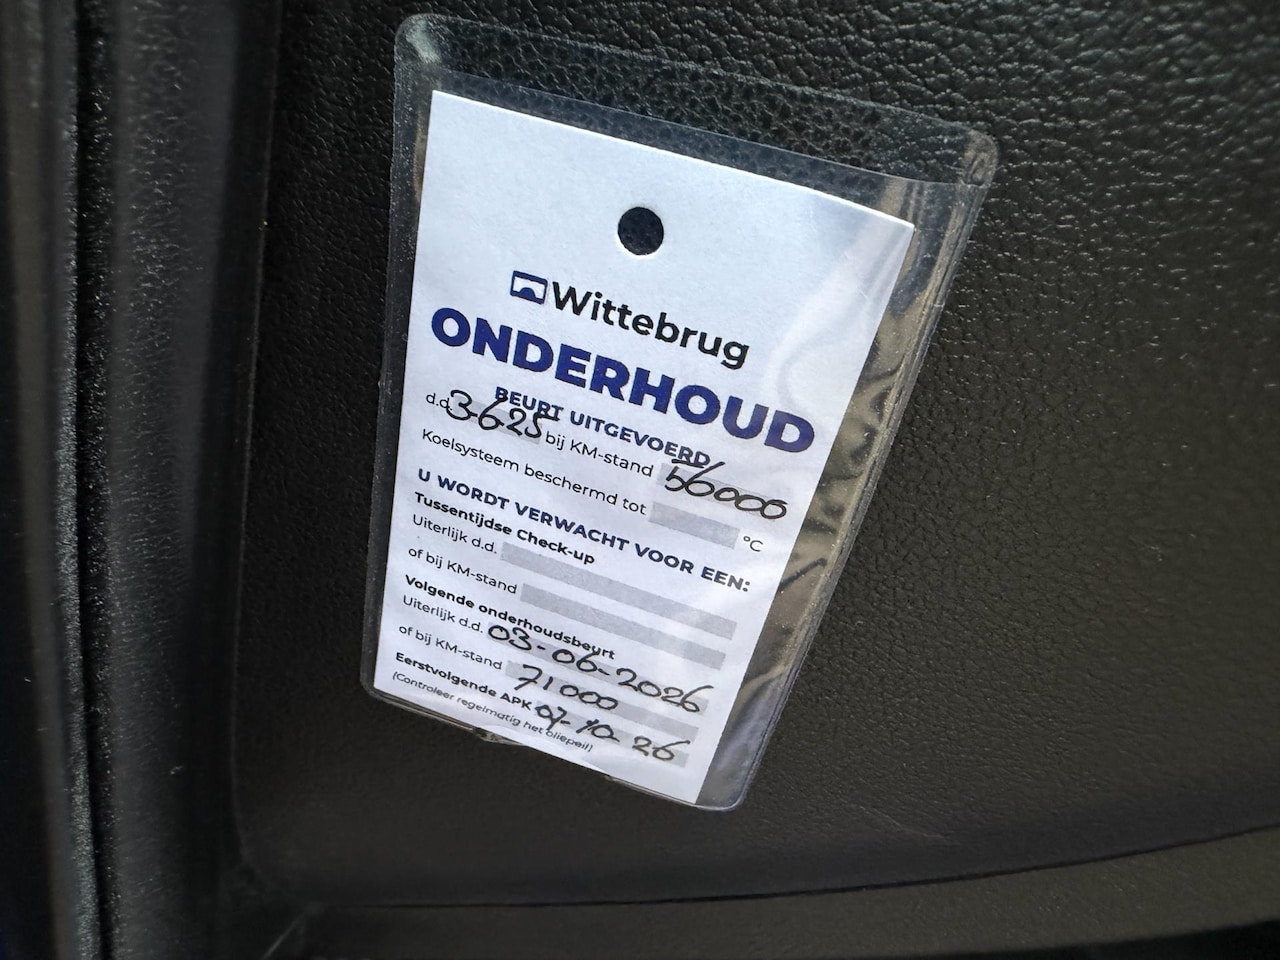 Wittebrug
ONDERHOUD
BEURT UITGEVOERD
d.d. 3-6-25 bij KM-stand 56000
Koelsysteem beschermd tot °C
U WORDT VERWACHT VOOR EEN:
Tussentijdse Check-up
Uiterlijk d.d.
of bij KM-stand
Volgende onderhoudsbeurt
Uiterlijk d.d. 03-06-2026
of bij KM-stand 71000
Eerstvolgende APK 07-10-26
(Controleer regelmatig het oliepeil)